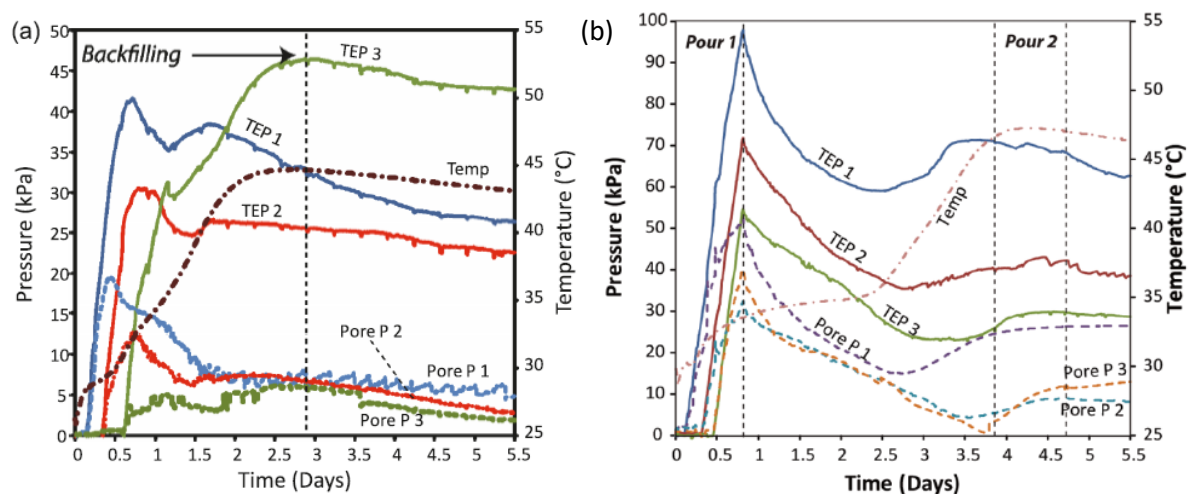 (a)
Backfilling
TEP 3
TEP 1
Temp
TEP 2
Pore P 2
Pore P 1
Pore P 3
Pressure (kPa)
50
45
40
35
30
25
20
15
10
5
0
Temperature (°C)
55
50
45
40
35
30
25
0 0.5 1 1.5 2 2.5 3 3.5 4 4.5 5 5.5
Time (Days)
(b)
Pour 1
Pour 2
TEP 1
Temp
TEP 2
TEP 3
Pore P 1
Pore P 3
Pore P 2
Pressure (kPa)
100
90
80
70
60
50
40
30
20
10
0
Temperature (°C)
55
50
45
40
35
30
25
0 0.5 1 1.5 2 2.5 3 3.5 4 4.5 5 5.5
Time (Days)